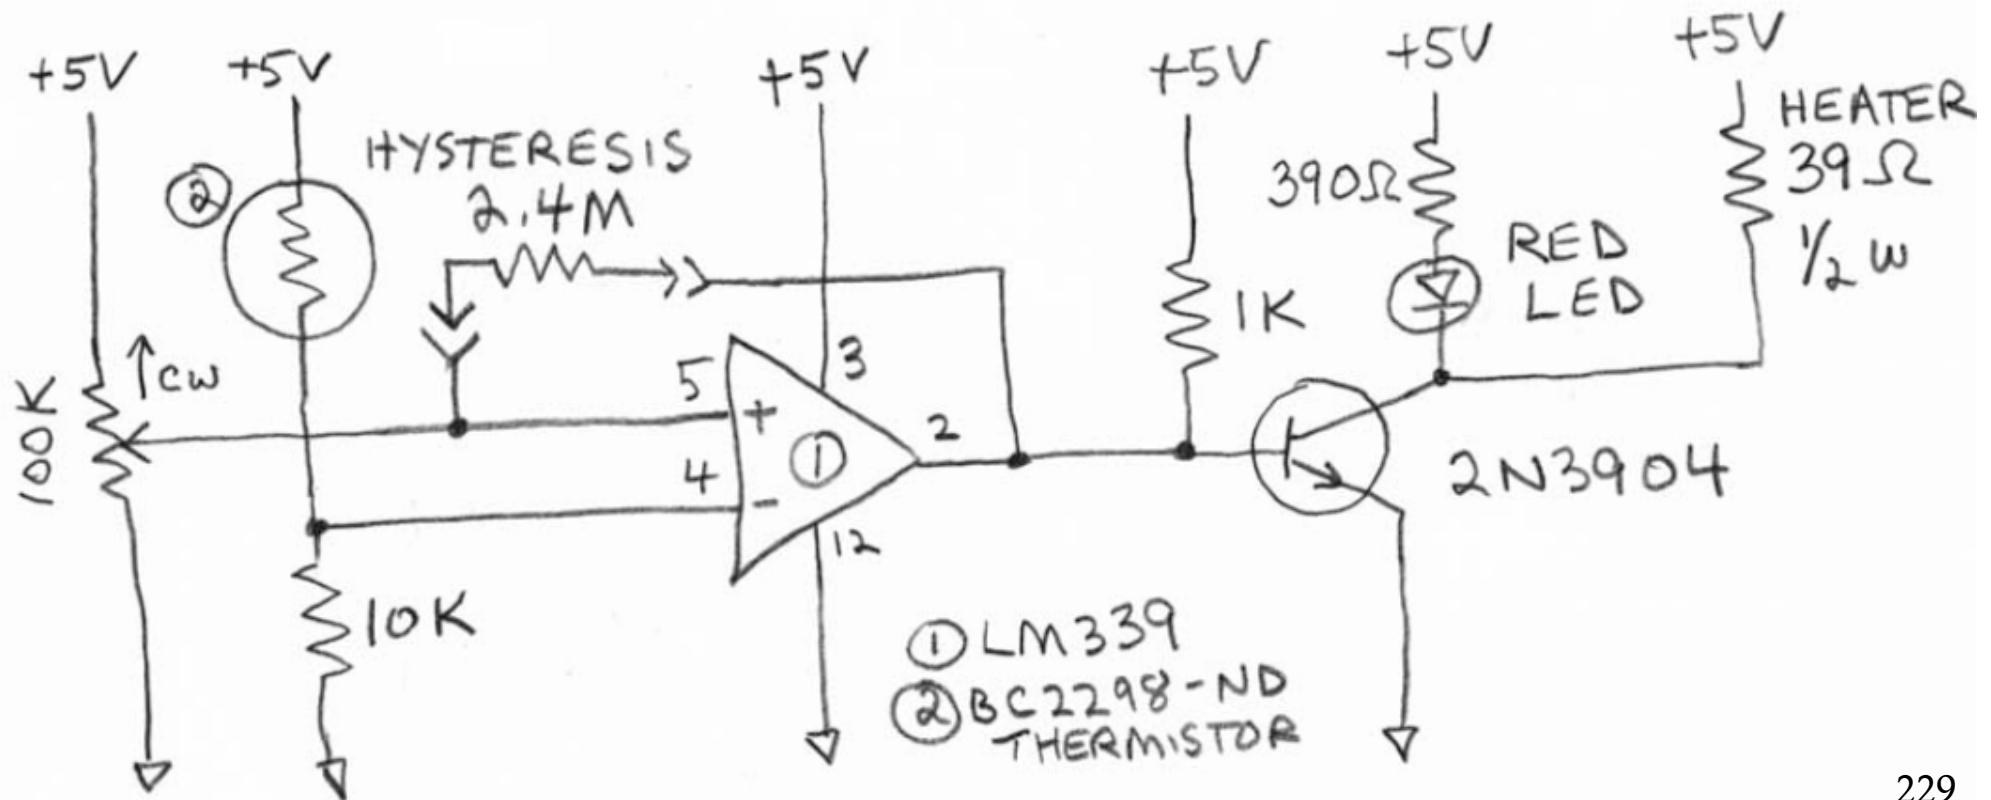 +5V
+5V
+5V
+5V
+5V
+5V
②
HYSTERESIS
2.4M
HEATER
39Ω
1/2 W
390Ω
RED
LED
1K
↑CW
100K
5
3
+
①
2
4
-
12
2N3904
10K
① LM339
② BC2298-ND
THERMISTOR
229